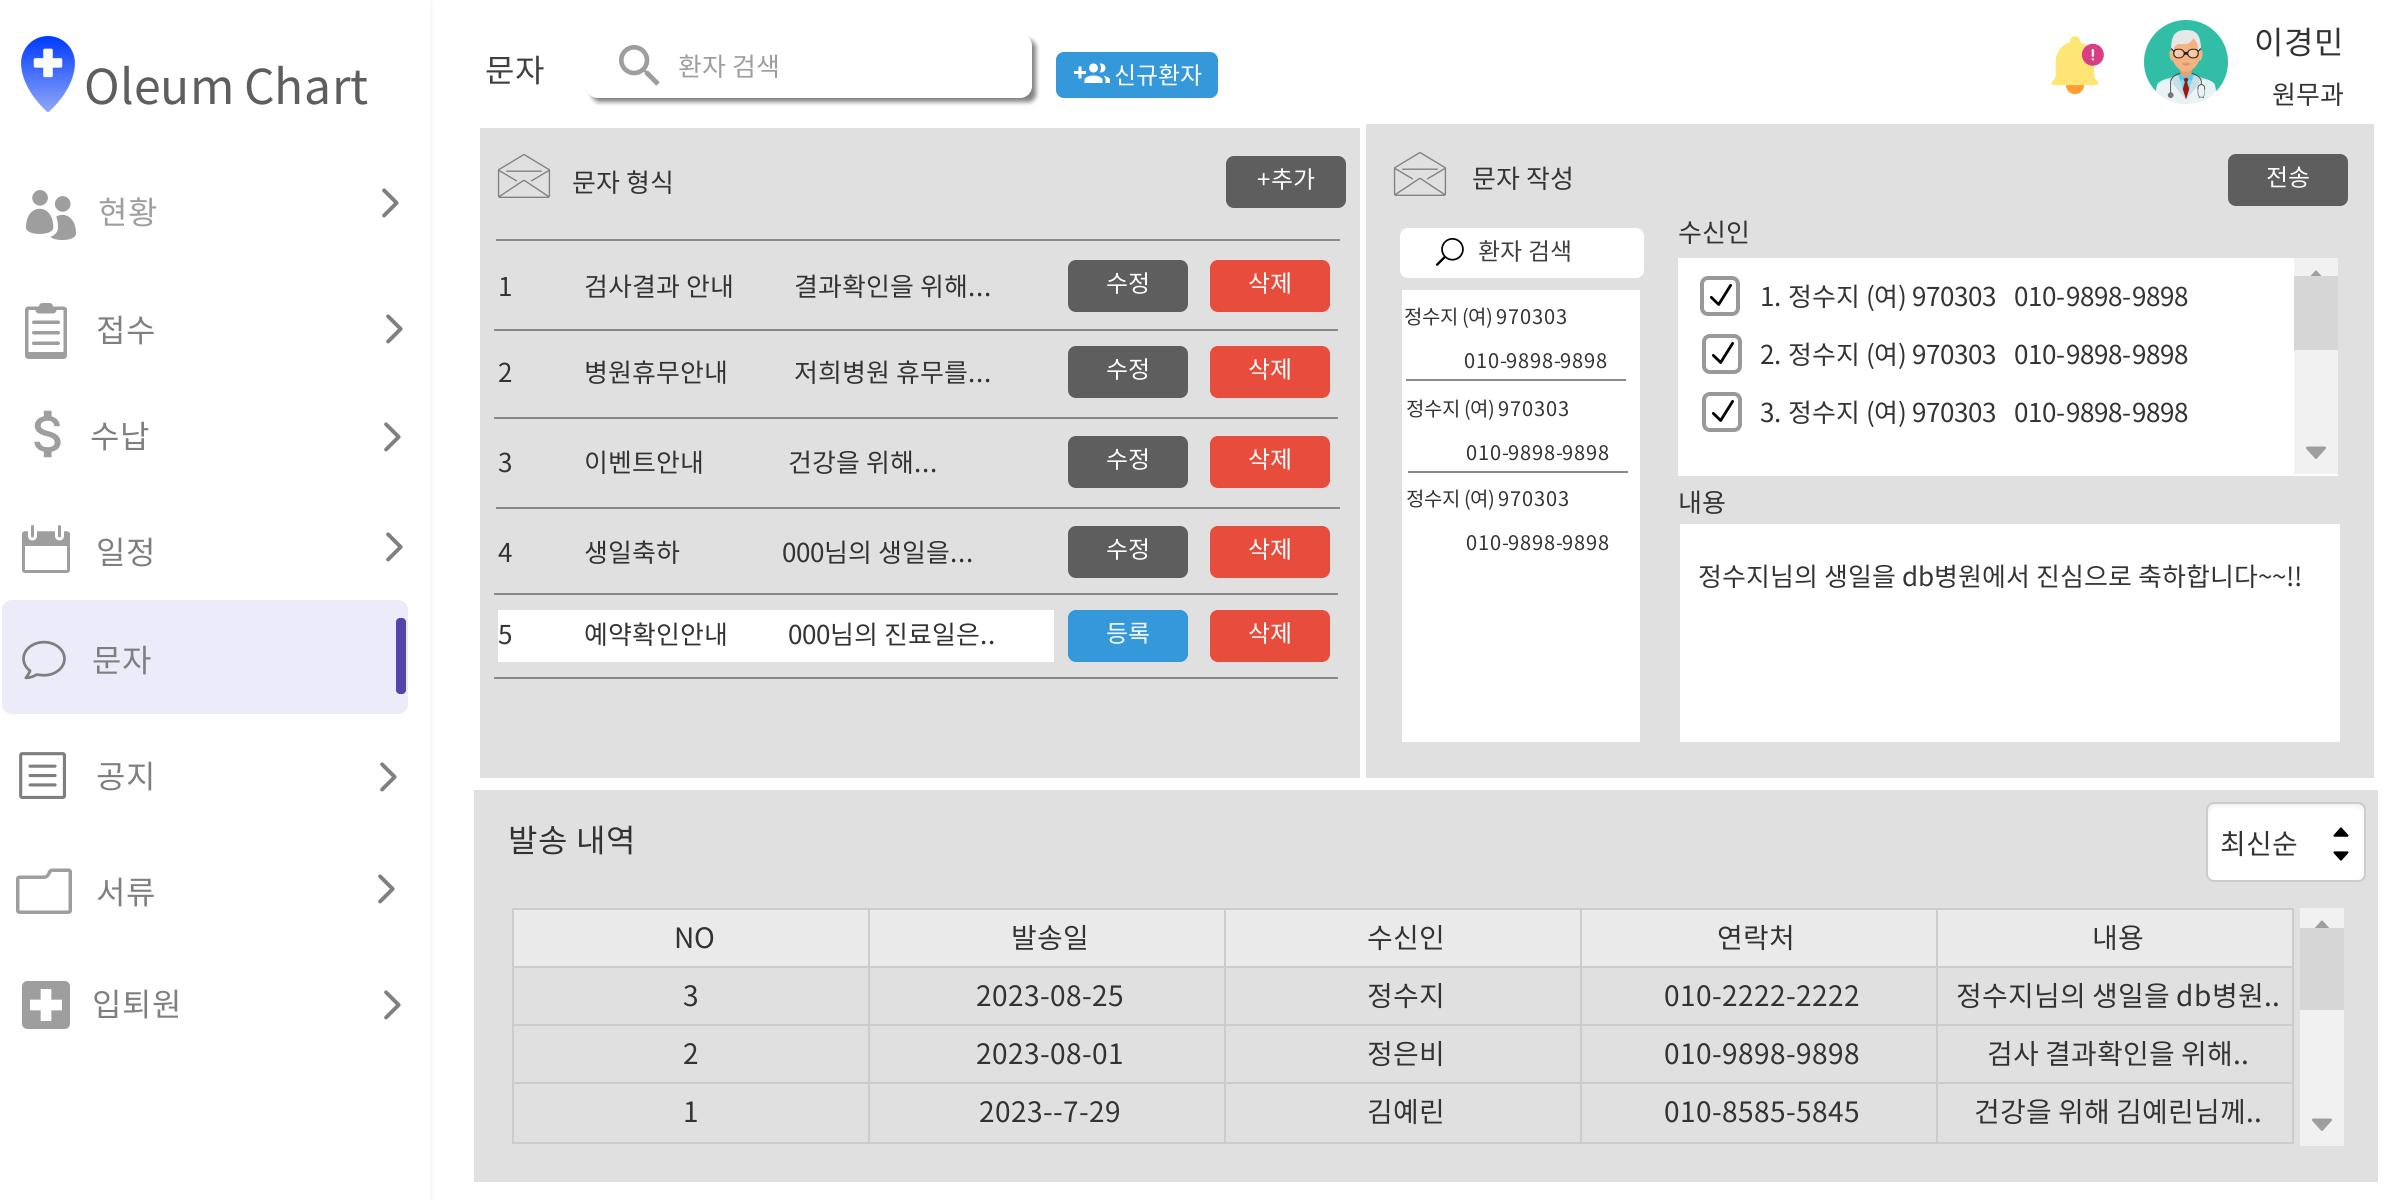 Oleum Chart
현황
접수
수납
일정
문자
공지
서류
입퇴원
문자
환자 검색
신규환자
이경민
원무과
문자 형식
+추가
1 검사결과 안내 결과확인을 위해... 수정 삭제
2 병원휴무안내 저희병원 휴무를... 수정 삭제
3 이벤트안내 건강을 위해... 수정 삭제
4 생일축하 000님의 생일을... 수정 삭제
5 예약확인안내 000님의 진료일은.. 등록 삭제
문자 작성
전송
환자 검색
정수지 (여) 970303
010-9898-9898
정수지 (여) 970303
010-9898-9898
정수지 (여) 970303
010-9898-9898
수신인
1. 정수지 (여) 970303 010-9898-9898
2. 정수지 (여) 970303 010-9898-9898
3. 정수지 (여) 970303 010-9898-9898
내용
정수지님의 생일을 db병원에서 진심으로 축하합니다~~!!
발송 내역
최신순
NO 발송일 수신인 연락처 내용
3 2023-08-25 정수지 010-2222-2222 정수지님의 생일을 db병원..
2 2023-08-01 정은비 010-9898-9898 검사 결과확인을 위해..
1 2023--7-29 김예린 010-8585-5845 건강을 위해 김예린님께..